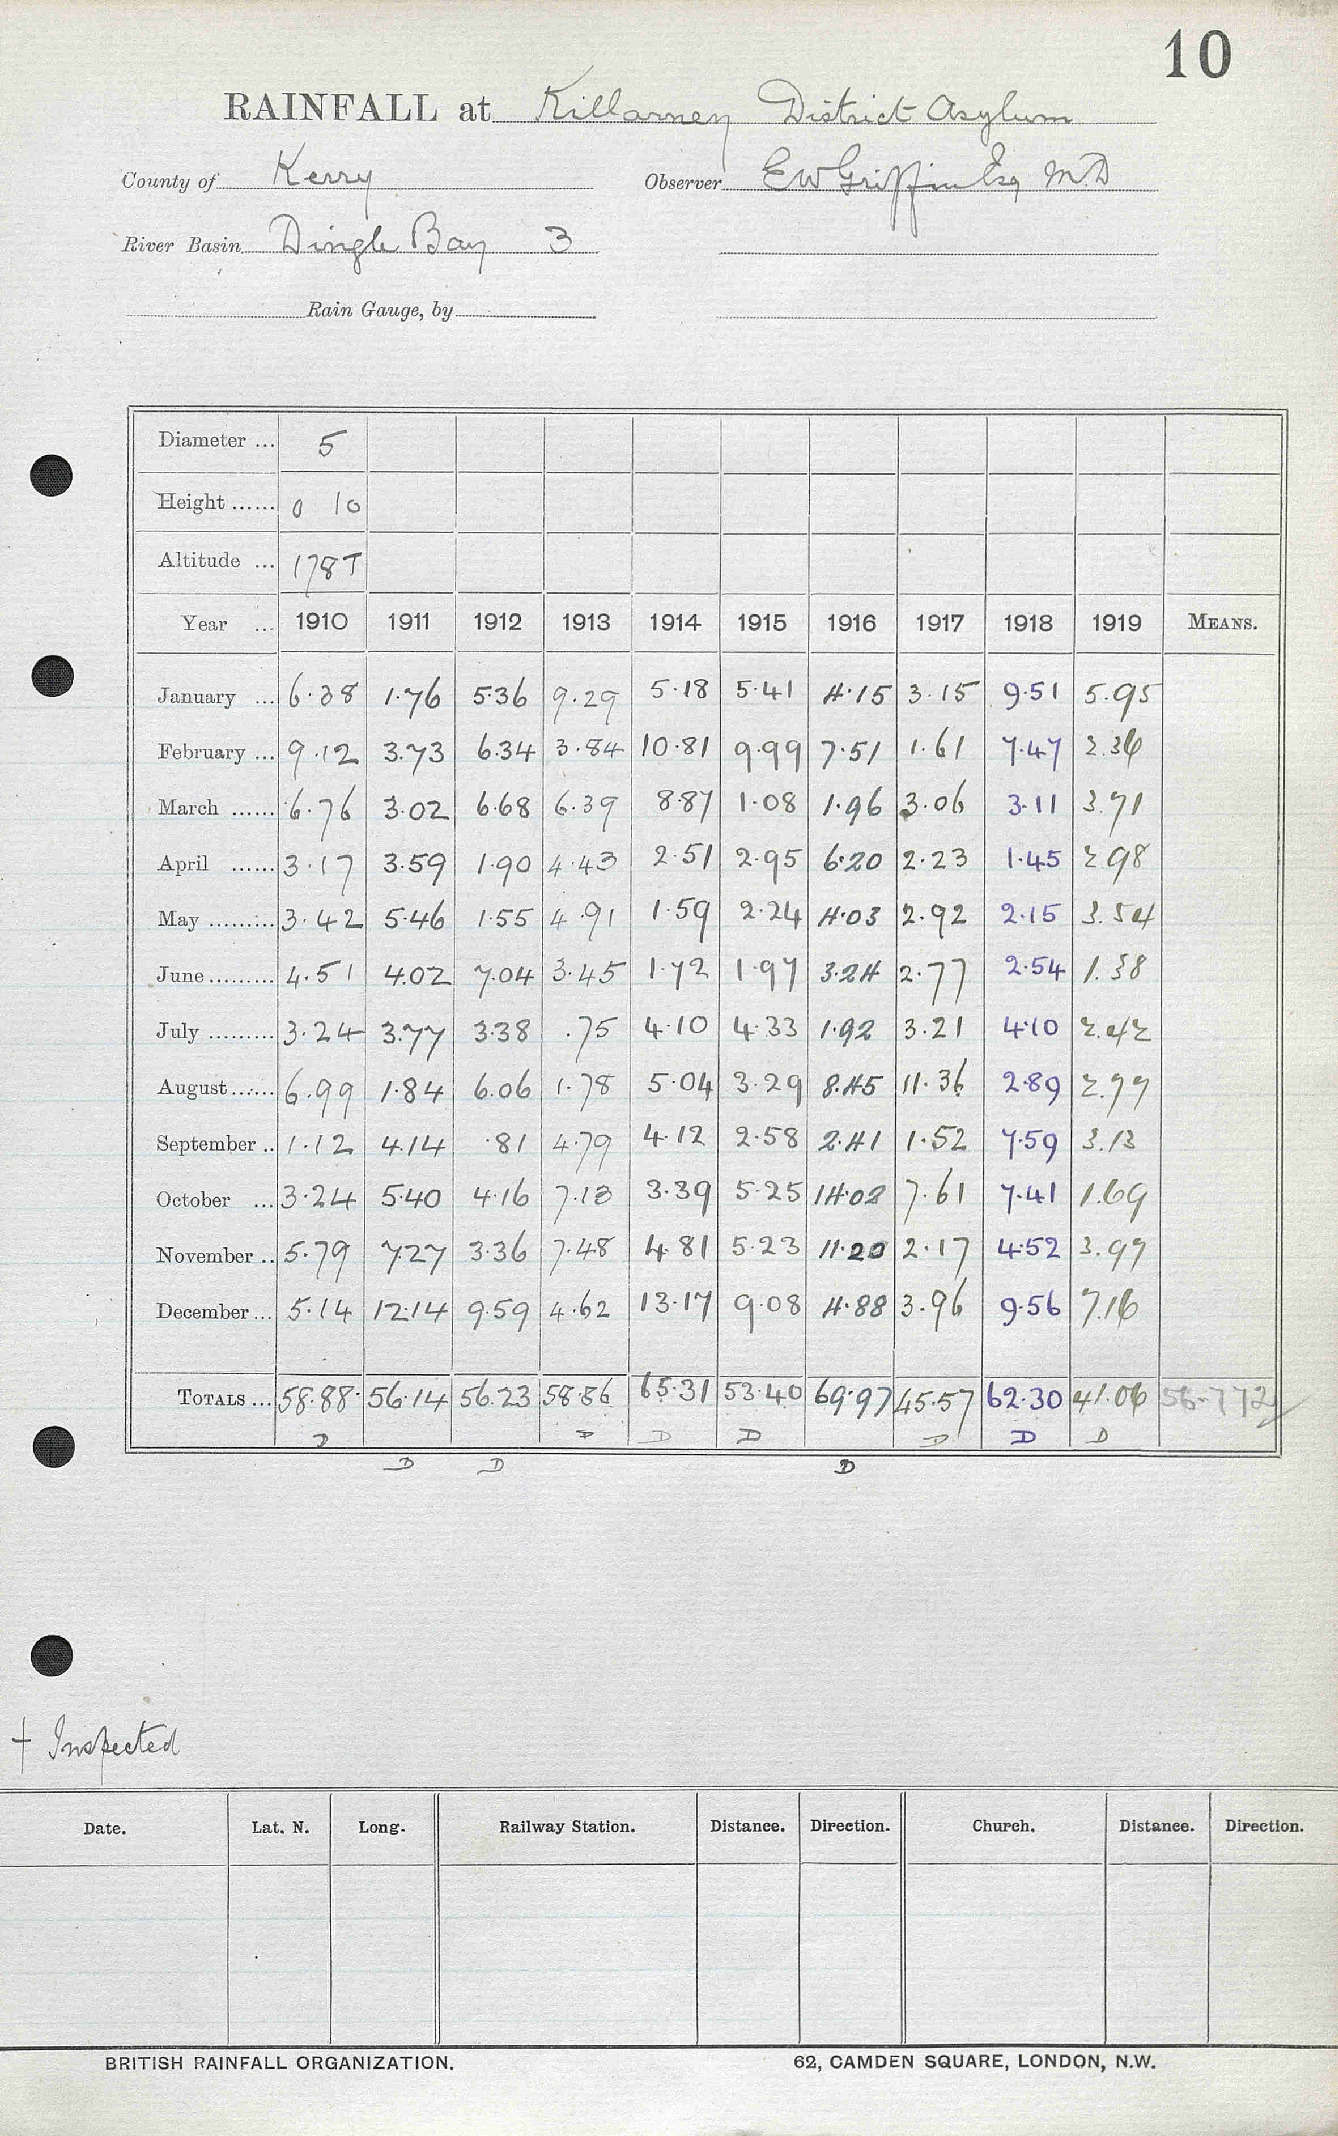 10
RAINFALL at Killarney District Asylum
County of Kerry Observer E W Griffin Esq M.D
River Basin Dingle Bay 3
Rain Gauge, by
Diameter ... 5
Height ...... 0 10
Altitude ... 178 T
Year ... 1910 1911 1912 1913 1914 1915 1916 1917 1918 1919 MEANS.
January ... 6.38 1.76 5.36 9.29 5.18 5.41 4.15 3.15 9.51 5.95
February ... 9.12 3.73 6.34 3.84 10.81 9.99 7.51 1.61 7.47 2.36
March ...... 6.76 3.02 6.68 6.39 8.87 1.08 1.96 3.06 3.11 3.71
April ...... 3.17 3.59 1.90 4.43 2.51 2.95 6.20 2.23 1.45 2.98
May ......... 3.42 5.46 1.55 4.91 1.59 2.24 4.03 2.92 2.15 3.54
June ......... 4.51 4.02 7.04 3.45 1.72 1.97 3.24 2.77 2.54 1.38
July ......... 3.24 3.77 3.38 .75 4.10 4.33 1.92 3.21 4.10 2.42
August ...... 6.99 1.84 6.06 1.78 5.04 3.29 8.45 11.36 2.89 2.77
September .. 1.12 4.14 .81 4.79 4.12 2.58 2.41 1.52 7.59 3.13
October ... 3.24 5.40 4.16 7.13 3.39 5.25 14.02 7.61 7.41 1.69
November .. 5.79 7.27 3.36 7.48 4.81 5.23 11.20 2.17 4.52 3.97
December ... 5.14 12.14 9.59 4.62 13.17 9.08 4.88 3.96 9.56 7.16
TOTALS ... 58.88 56.14 56.23 58.86 65.31 53.40 69.97 45.57 62.30 41.06 56.772
D D D D D D D
D D D
† Inspected
Date. Lat. N. Long. Railway Station. Distance. Direction. Church. Distance. Direction.
BRITISH RAINFALL ORGANIZATION. 62, CAMDEN SQUARE, LONDON, N.W.